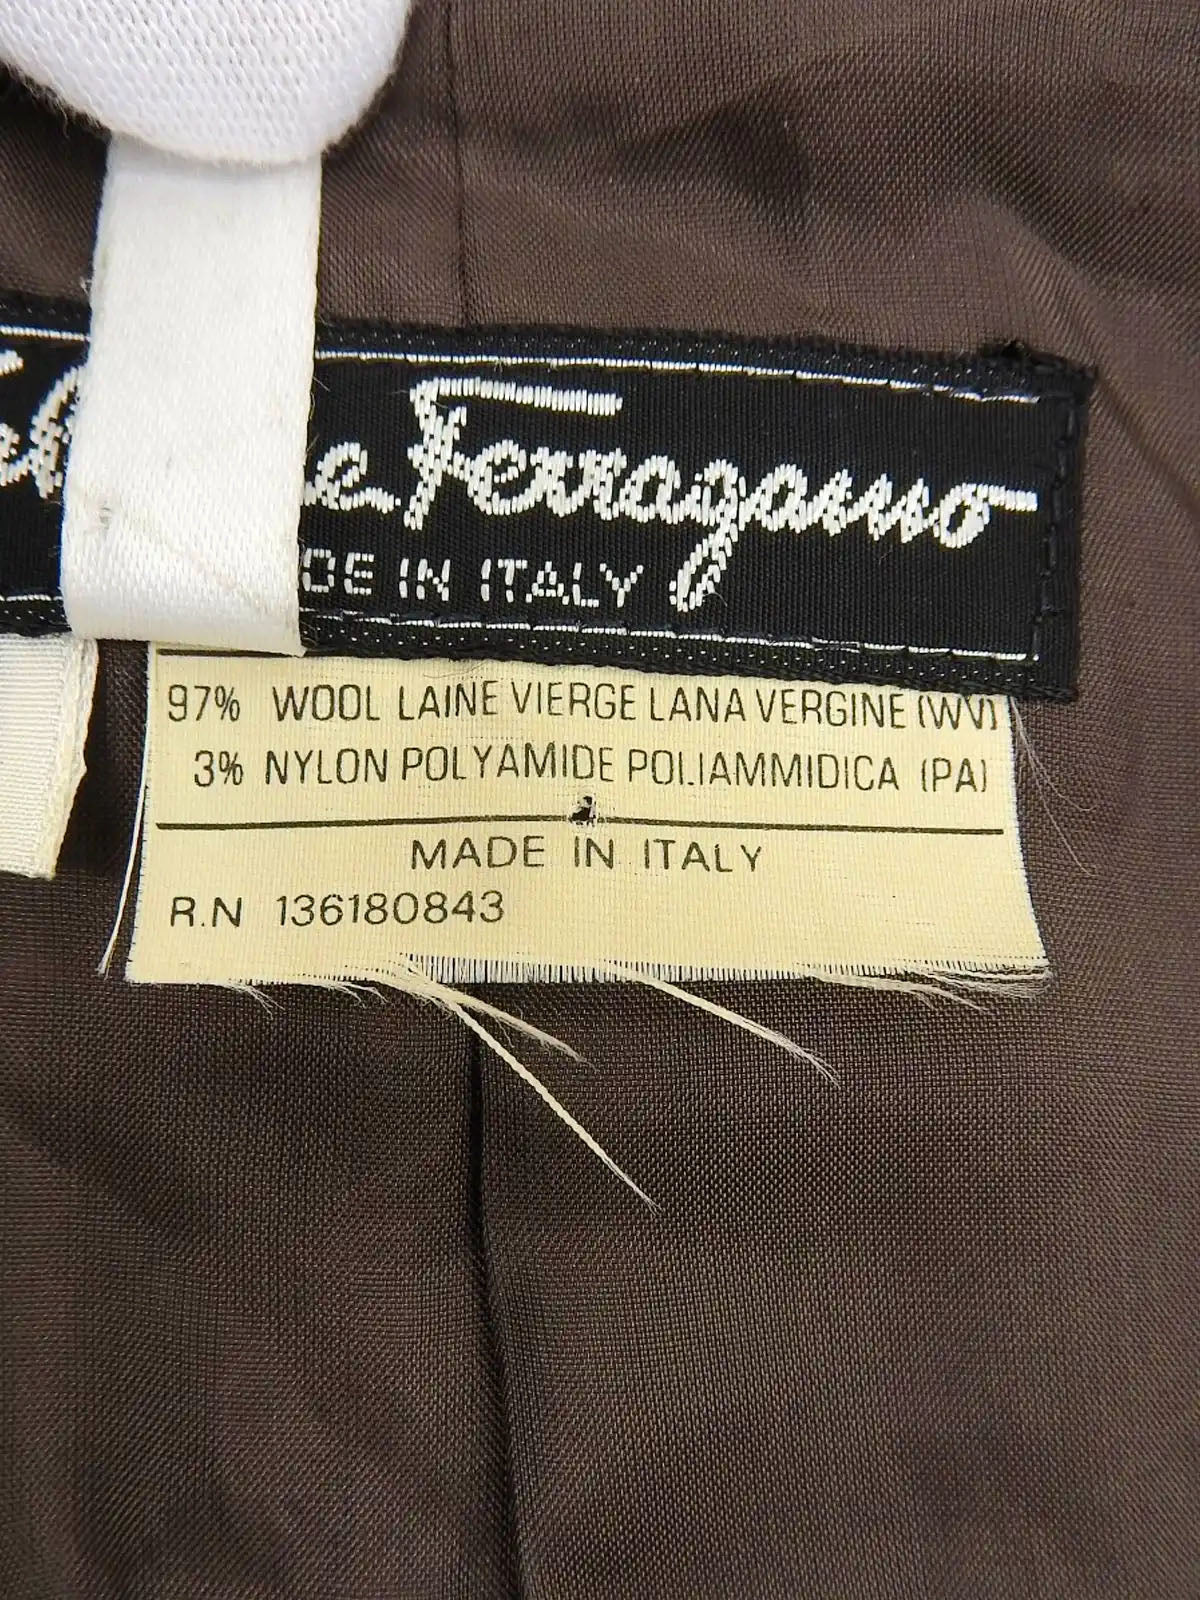 Ferragamo
IN ITALY
97% WOOL LAINE VIERGE LANA VERGINE (WV)
3% NYLON POLYAMIDE POLIAMMIDICA (PA)
MADE IN ITALY
R.N 136180843